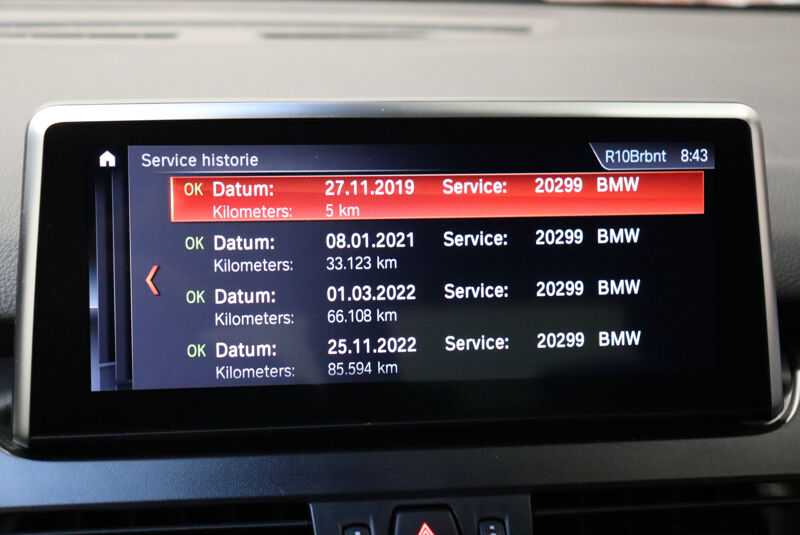 Service historie R10Brbnt 8:43
OK Datum: 27.11.2019 Service: 20299 BMW
Kilometers: 5 km
OK Datum: 08.01.2021 Service: 20299 BMW
Kilometers: 33.123 km
OK Datum: 01.03.2022 Service: 20299 BMW
Kilometers: 66.108 km
OK Datum: 25.11.2022 Service: 20299 BMW
Kilometers: 85.594 km